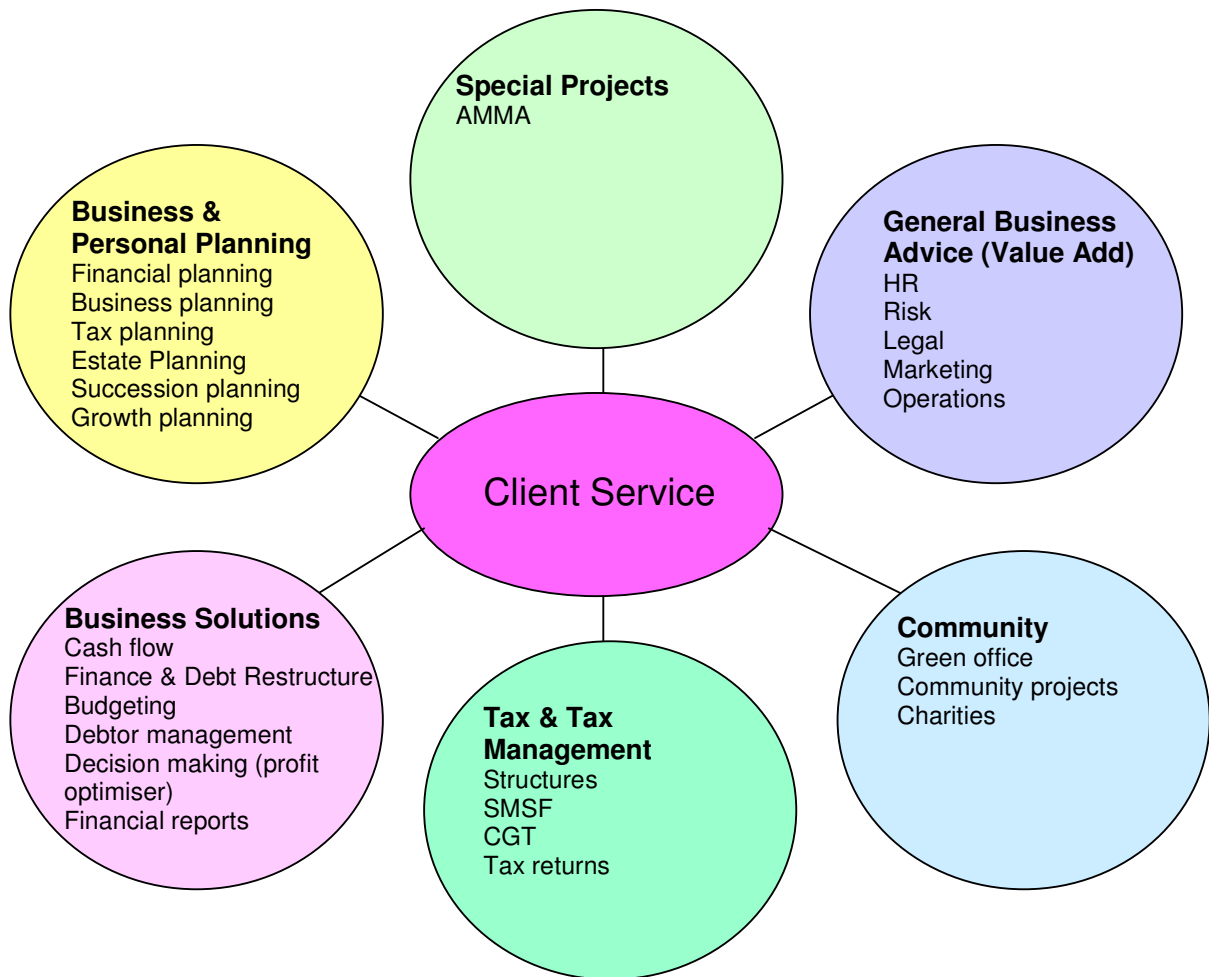 Special Projects
AMMA
Business &
Personal Planning
Financial planning
Business planning
Tax planning
Estate Planning
Succession planning
Growth planning
General Business
Advice (Value Add)
HR
Risk
Legal
Marketing
Operations
Client Service
Business Solutions
Cash flow
Finance & Debt Restructure
Budgeting
Debtor management
Decision making (profit
optimiser)
Financial reports
Tax & Tax
Management
Structures
SMSF
CGT
Tax returns
Community
Green office
Community projects
Charities